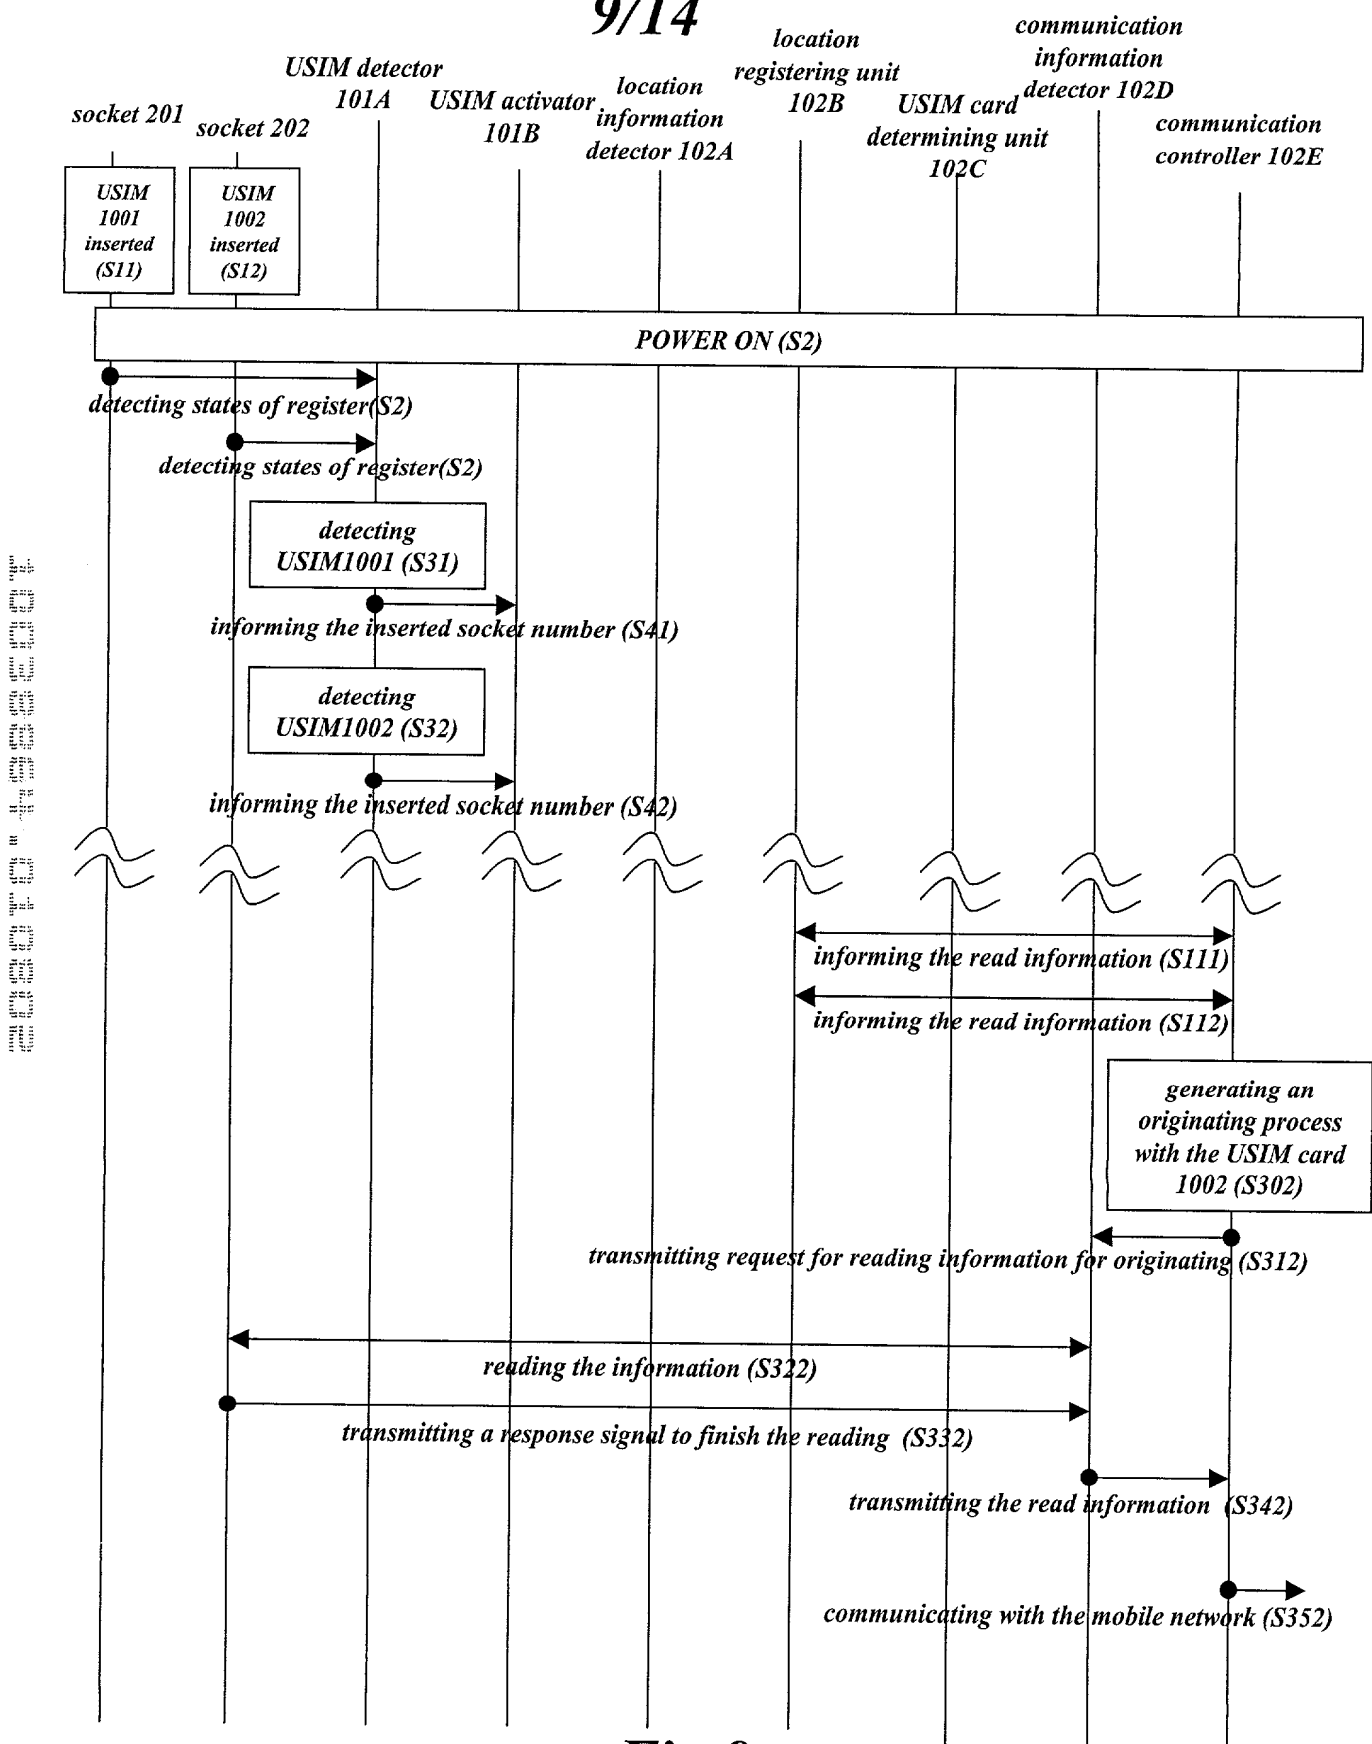 9/14
socket 201
socket 202
USIM detector
101A
USIM activator
101B
location
information
detector 102A
location
registering unit
102B
USIM card
determining unit
102C
communication
information
detector 102D
communication
controller 102E
USIM
1001
inserted
(S11)
USIM
1002
inserted
(S12)
POWER ON (S2)
detecting states of register(S2)
detecting states of register(S2)
detecting
USIM1001 (S31)
informing the inserted socket number (S41)
detecting
USIM1002 (S32)
informing the inserted socket number (S42)
informing the read information (S111)
informing the read information (S112)
generating an
originating process
with the USIM card
1002 (S302)
transmitting request for reading information for originating (S312)
reading the information (S322)
transmitting a response signal to finish the reading (S332)
transmitting the read information (S342)
communicating with the mobile network (S352)